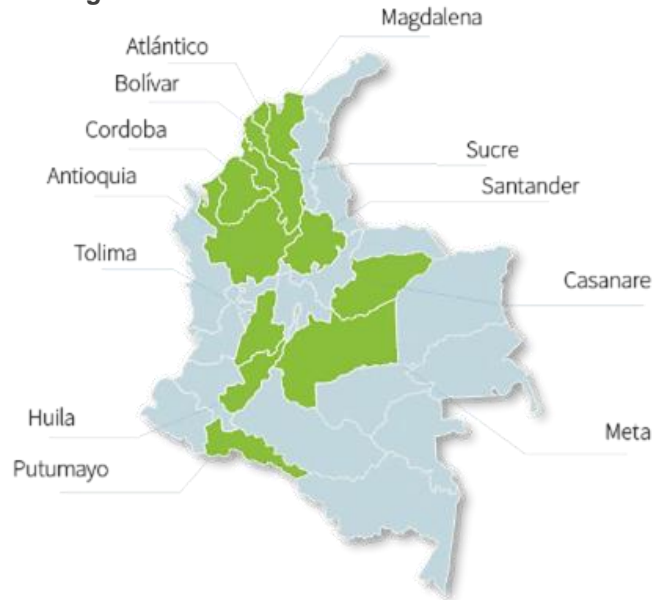 Magdalena
Atlántico
Bolívar
Cordoba
Sucre
Antioquia
Santander
Tolima
Casanare
Huila
Meta
Putumayo